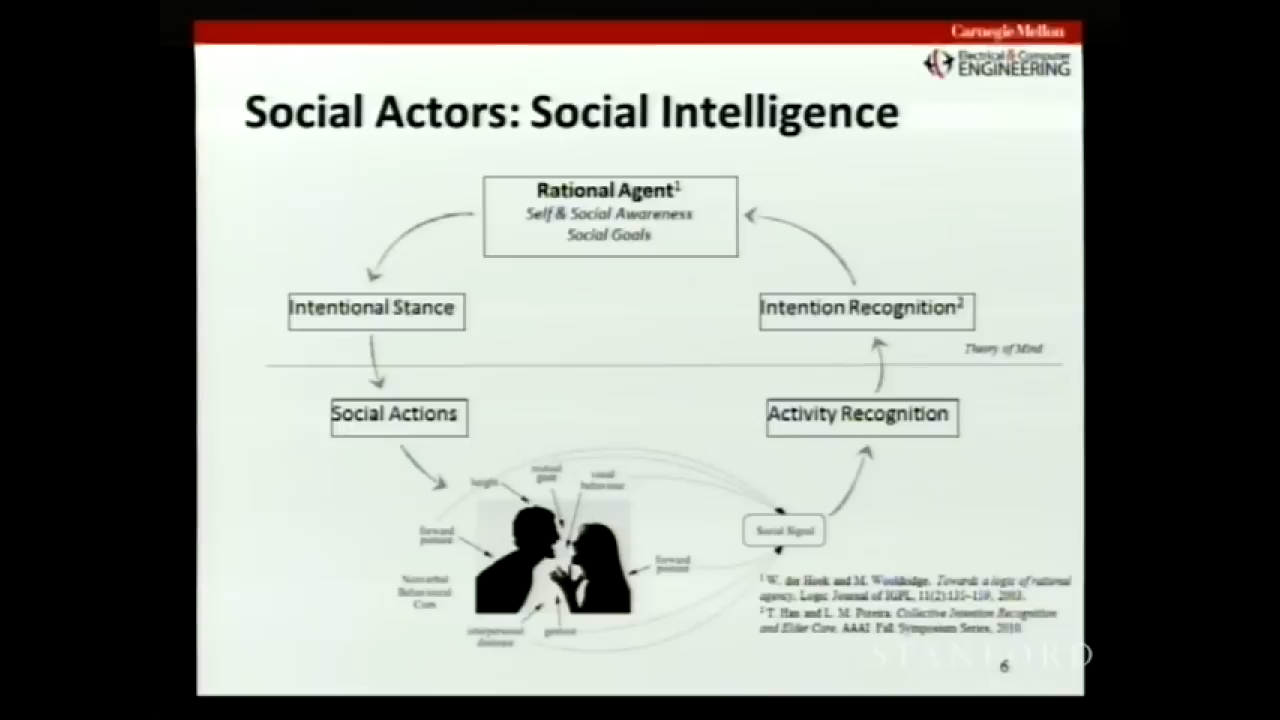 Carnegie Mellon
Electrical & Computer
ENGINEERING
Social Actors: Social Intelligence
Rational Agent1
Self & Social Awareness
Social Goals
Intentional Stance
Intention Recognition2
Theory of Mind
Social Actions
Activity Recognition
height
mutual
gaze
vocal
behaviour
forward
posture
Social Signal
forward
posture
Nonverbal
Behavioural
Cues
interpersonal
distance
gesture
1 W. der Hoek and M. Wooldridge. Towards a logic of rational
agency. Logic Journal of IGPL, 11(2):135-159, 2003.
2 T. Han and L. M. Pereira. Collective Intention Recognition
and Elder Care. AAAI Fall Symposium Series, 2010.
STANFORD
6